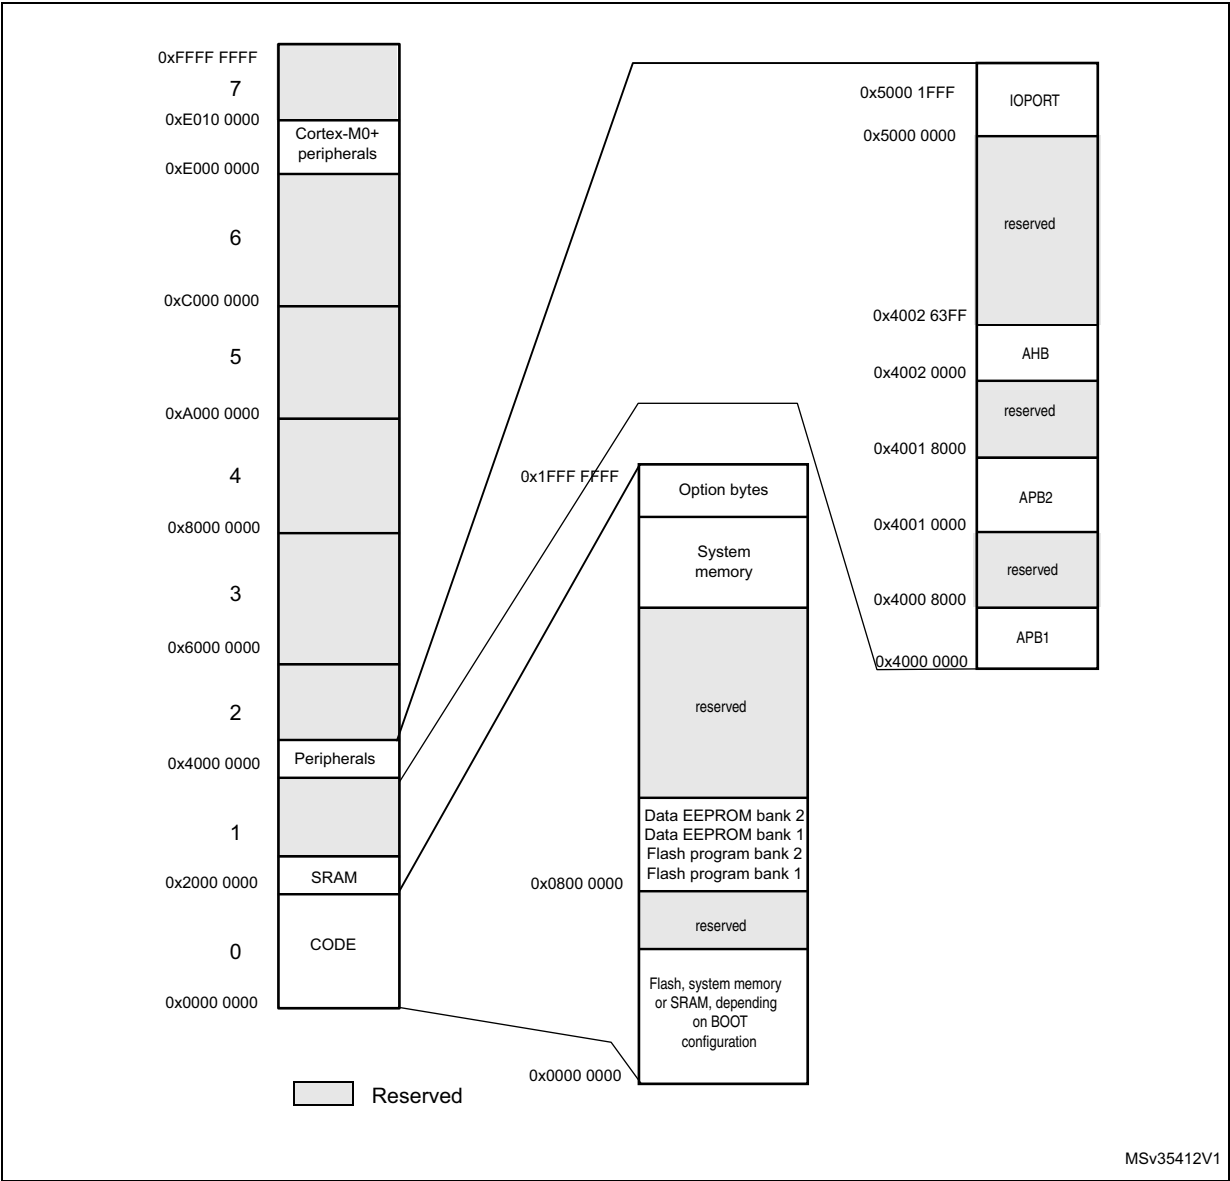 0xFFFF FFFF
7
0xE010 0000
Cortex-M0+
peripherals
0xE000 0000
6
0xC000 0000
5
0xA000 0000
4
0x8000 0000
3
0x6000 0000
2
Peripherals
0x4000 0000
1
SRAM
0x2000 0000
CODE
0
0x0000 0000
Reserved
0x1FFF FFFF
Option bytes
System
memory
reserved
Data EEPROM bank 2
Data EEPROM bank 1
Flash program bank 2
Flash program bank 1
0x0800 0000
reserved
Flash, system memory
or SRAM, depending
on BOOT
configuration
0x0000 0000
0x5000 1FFF
IOPORT
0x5000 0000
reserved
0x4002 63FF
AHB
0x4002 0000
reserved
0x4001 8000
APB2
0x4001 0000
reserved
0x4000 8000
APB1
0x4000 0000
MSv35412V1